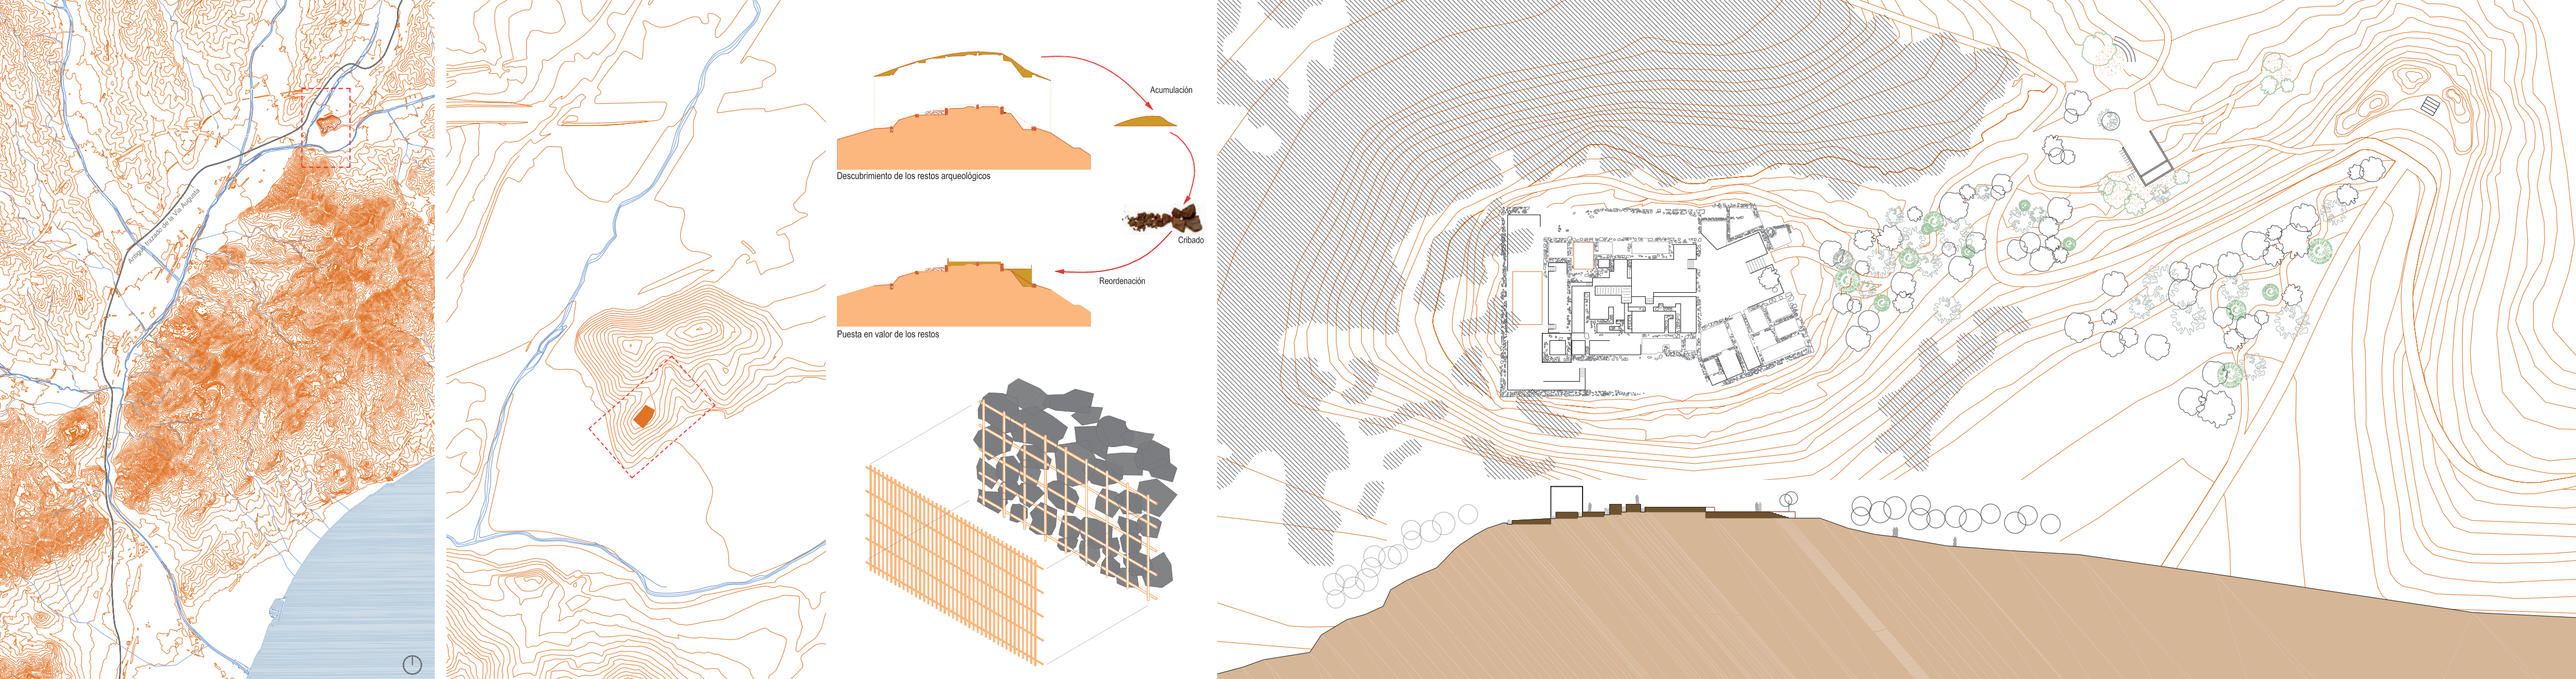 Antiguo trazado de la Vía Augusta
Acumulación
Descubrimiento de los restos arqueológicos
Cribado
Reordenación
Puesta en valor de los restos